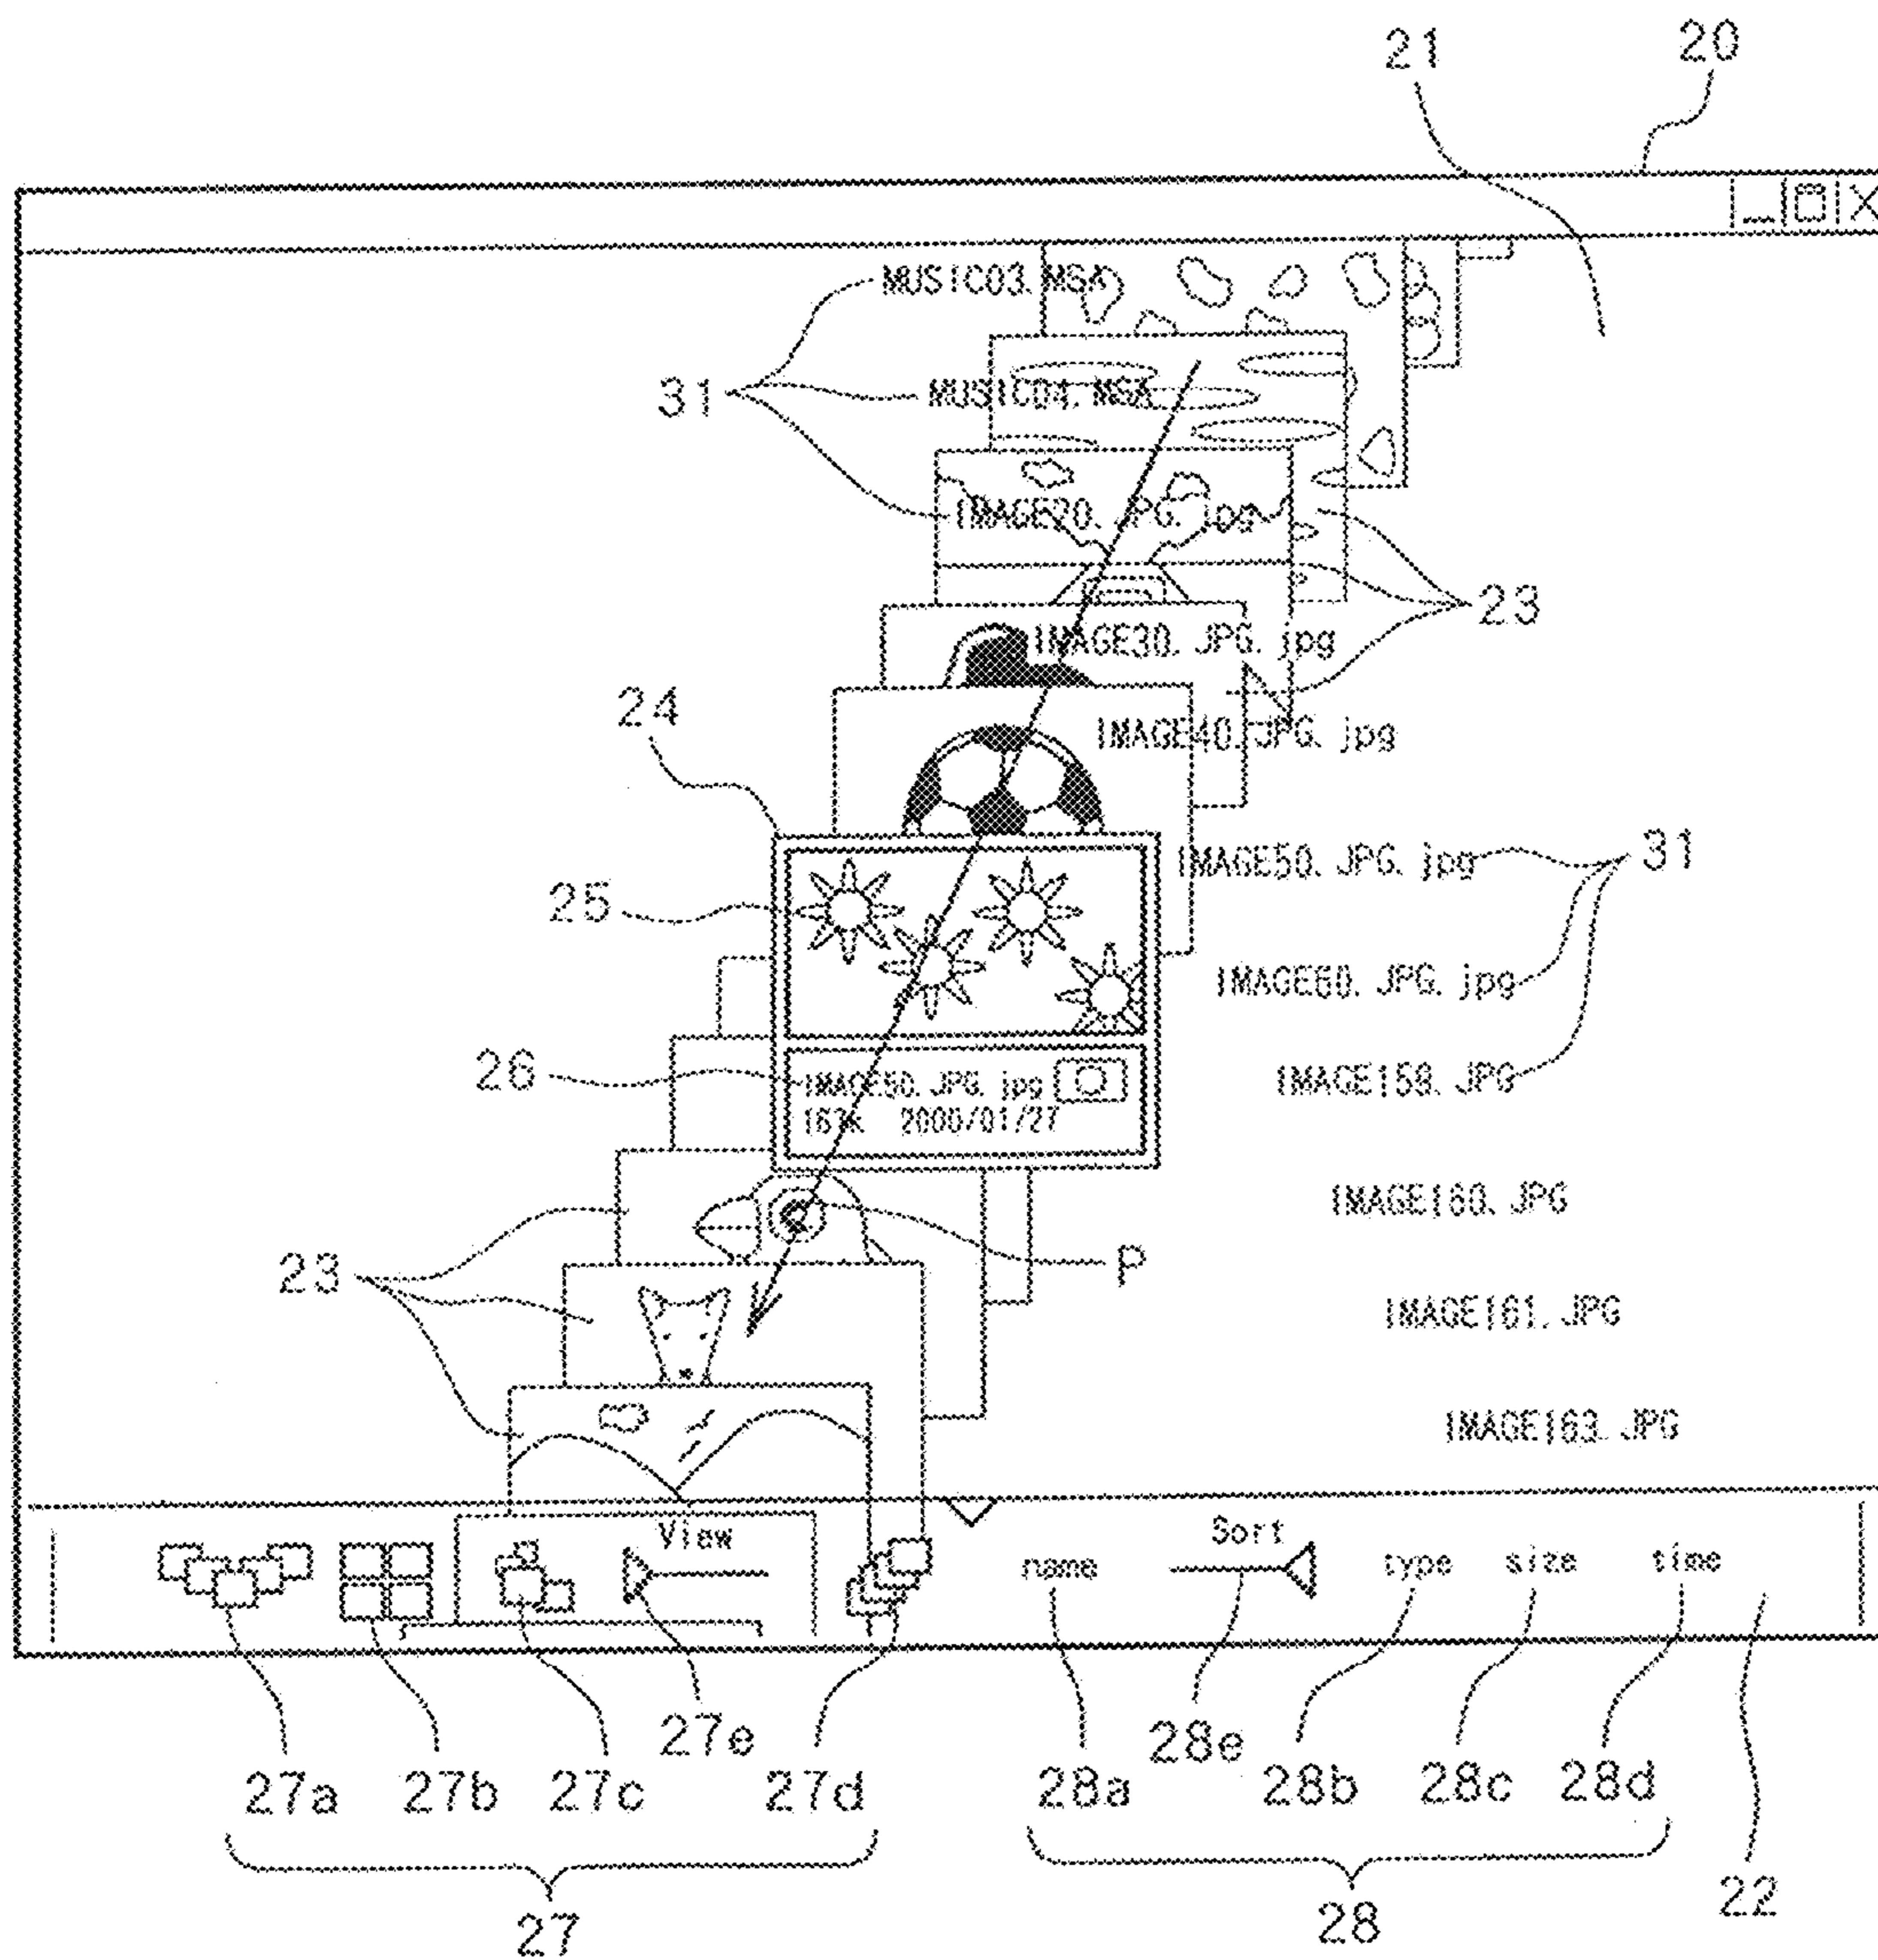 21
20
MUSIC03.MSA
31
MUSIC04.MSA
IMAGE20.JPG.jpg
23
IMAGE30.JPG.jpg
24
IMAGE40.JPG.jpg
IMAGE50.JPG.jpg
31
25
IMAGE60.JPG.jpg
26
IMAGE50.JPG.jpg
163K 2000/01/27
IMAGE159.JPG
IMAGE160.JPG
23
P
IMAGE161.JPG
IMAGE163.JPG
View
Sort
name
type
size
time
27e
28e
27a
27b
27c
27d
28a
28b
28c
28d
27
28
22